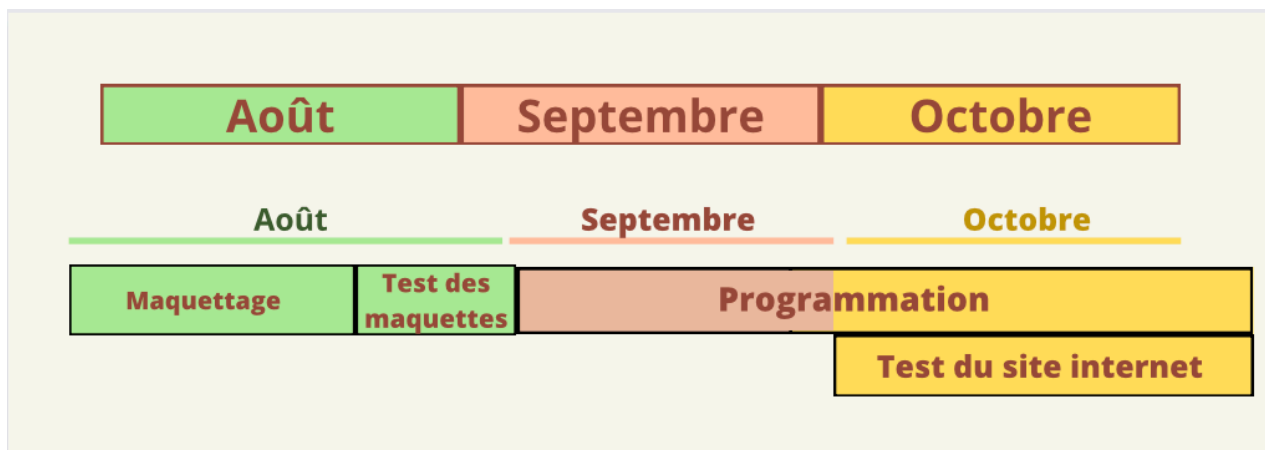 Août Septembre Octobre
Août Septembre Octobre
Maquettage
Test des
maquettes
Programmation
Test du site internet